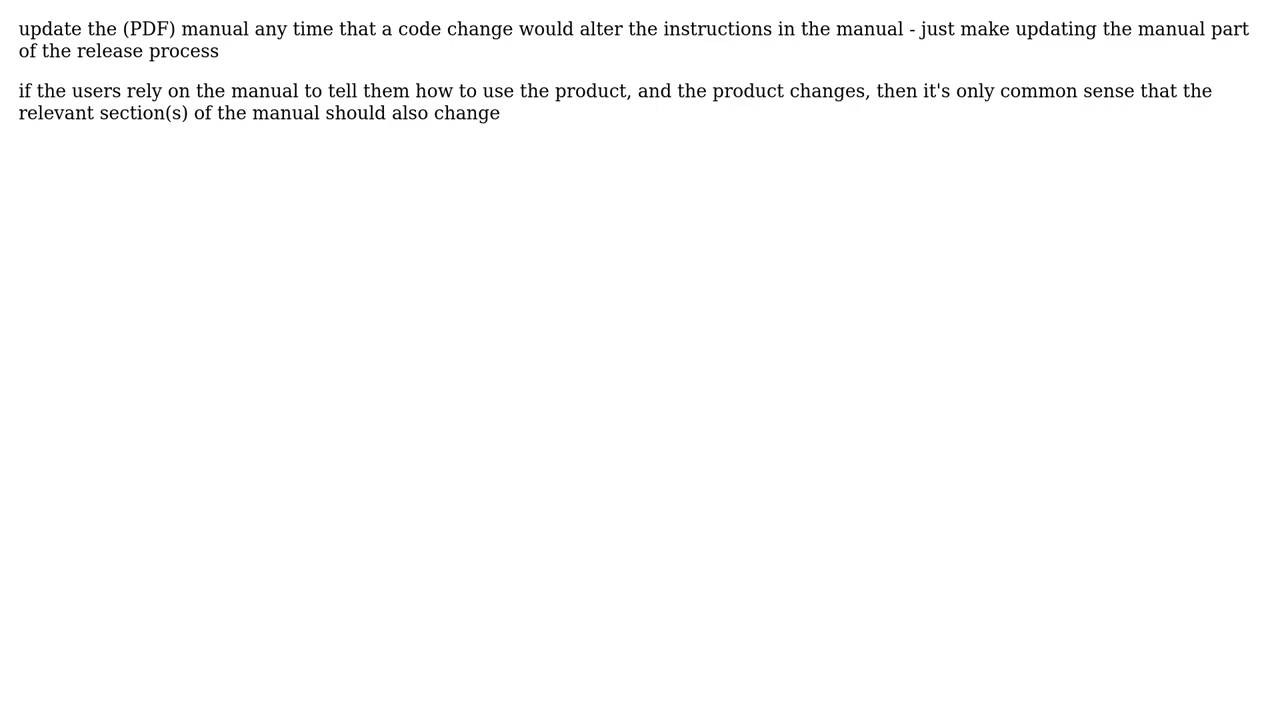 update the (PDF) manual any time that a code change would alter the instructions in the manual - just make updating the manual part
of the release process
if the users rely on the manual to tell them how to use the product, and the product changes, then it's only common sense that the
relevant section(s) of the manual should also change